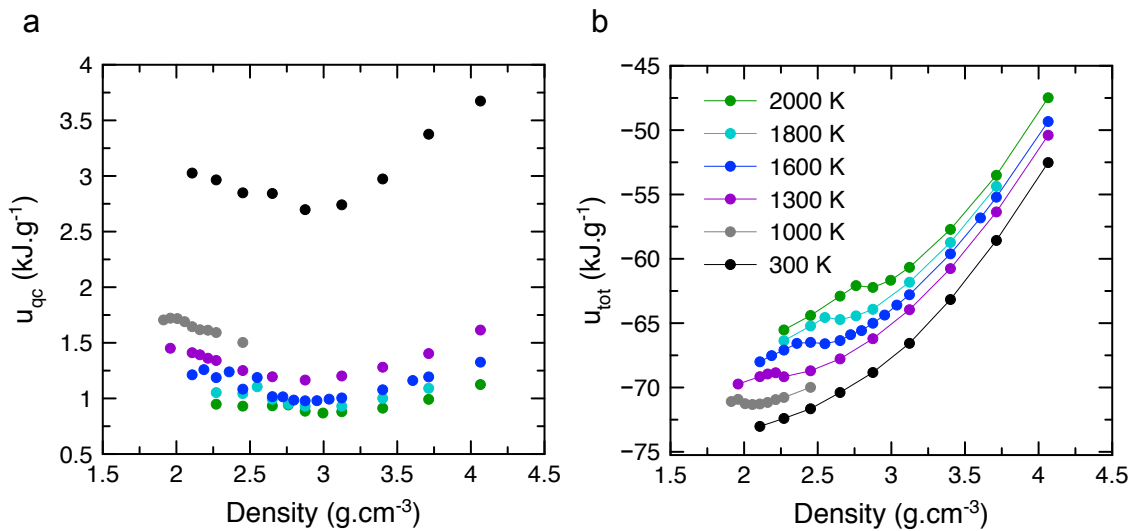 a
b
4
3.5
3
2.5
2
1.5
1
0.5
1.5
2
2.5
3
3.5
4
4.5
u_qc (kJ.g⁻¹)
Density (g.cm⁻³)
−45
−50
−55
−60
−65
−70
−75
1.5
2
2.5
3
3.5
4
4.5
u_tot (kJ.g⁻¹)
Density (g.cm⁻³)
2000 K
1800 K
1600 K
1300 K
1000 K
300 K